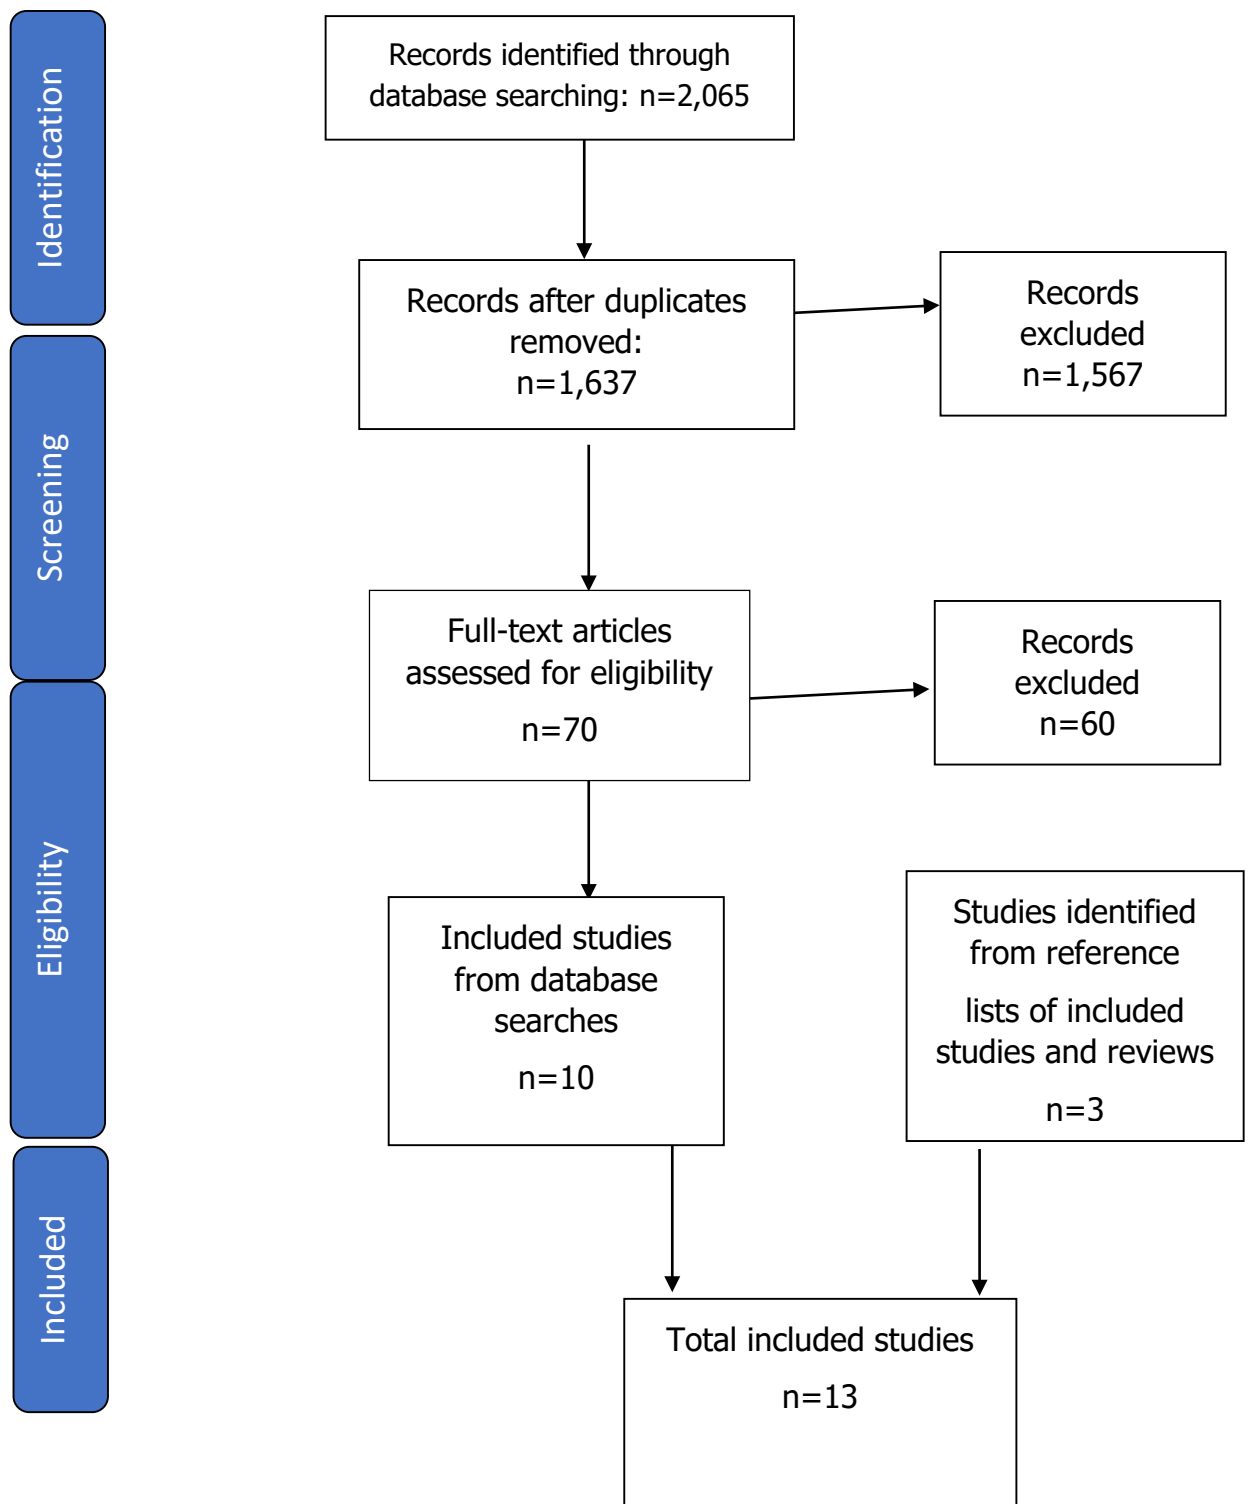 Identification
Records identified through
database searching: n=2,065
Records after duplicates
removed:
n=1,637
Records
excluded
n=1,567
Screening
Full-text articles
assessed for eligibility
n=70
Records
excluded
n=60
Eligibility
Included studies
from database
searches
n=10
Studies identified
from reference
lists of included
studies and reviews
n=3
Included
Total included studies
n=13